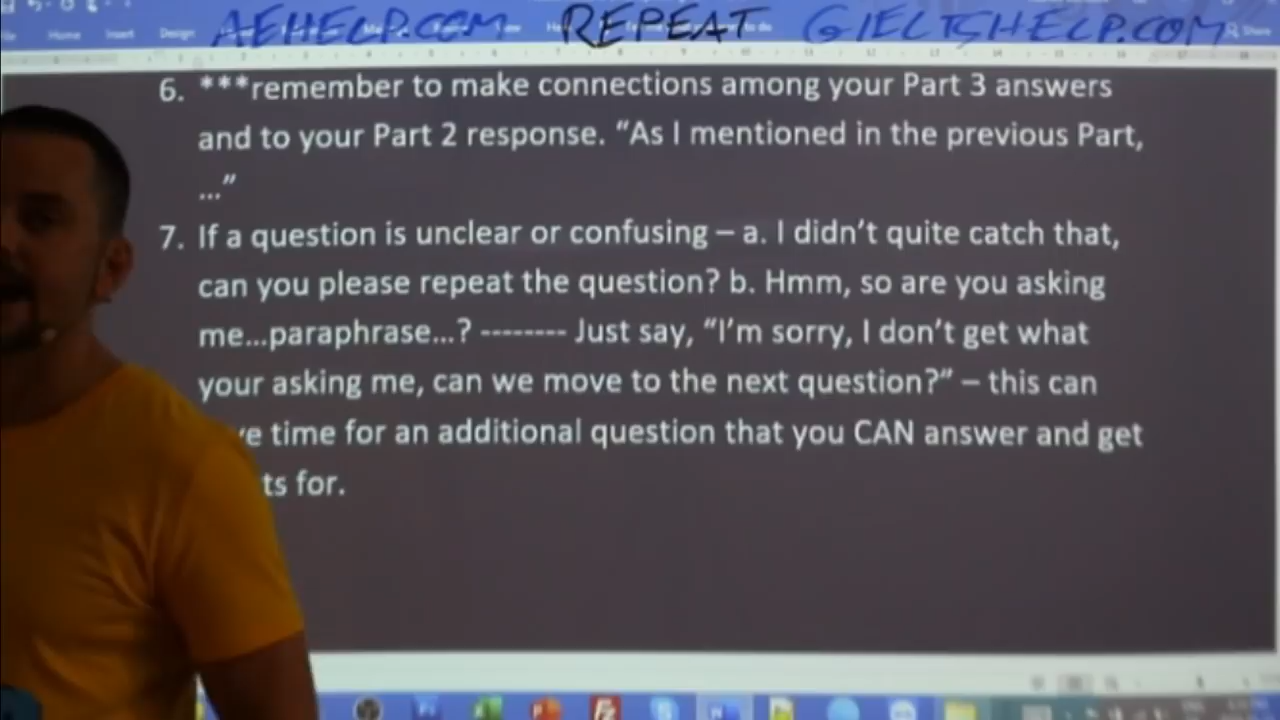 AEHELP.COM REPEAT GIELTSHELP.COM
Home Insert Design Share
6. ***remember to make connections among your Part 3 answers
and to your Part 2 response. “As I mentioned in the previous Part,
…”
7. If a question is unclear or confusing – a. I didn’t quite catch that,
can you please repeat the question? b. Hmm, so are you asking
me…paraphrase…? -------- Just say, “I’m sorry, I don’t get what
your asking me, can we move to the next question?” – this can
time for an additional question that you CAN answer and get
for.